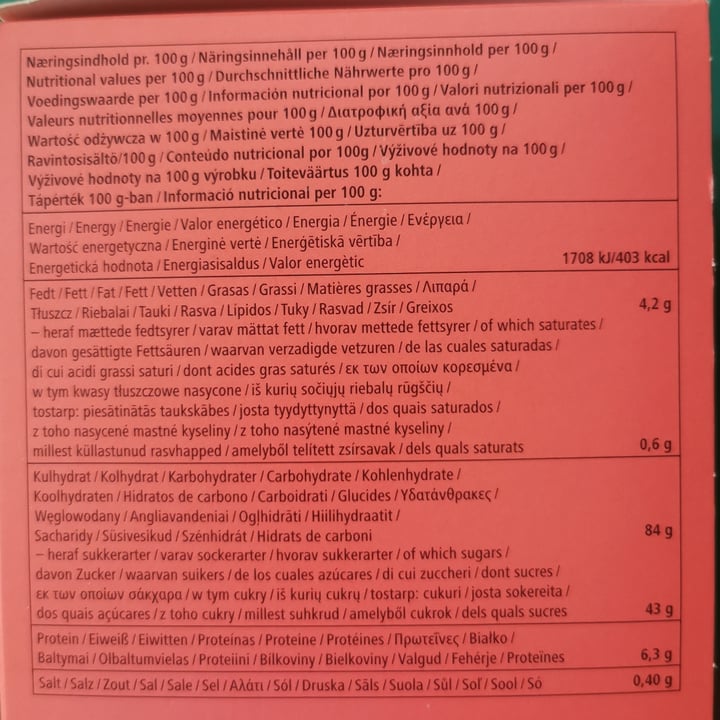 Næringsindhold pr. 100 g / Näringsinnehåll per 100 g / Næringsinnhold per 100 g /
Nutritional values per 100 g / Durchschnittliche Nährwerte pro 100 g /
Voedingswaarde per 100 g / Información nutricional por 100 g / Valori nutrizionali per 100 g /
Valeurs nutritionnelles moyennes pour 100 g / Διατροφική αξία ανά 100 g /
Wartość odżywcza w 100 g / Maistinė vertė 100 g / Uzturvērtība uz 100 g /
Ravintosisältö/100 g / Conteúdo nutricional por 100g / Výživové hodnoty na 100 g /
Výživové hodnoty na 100 g výrobku / Toiteväärtus 100 g kohta /
Tápérték 100 g-ban / Informació nutricional per 100 g:
Energi / Energy / Energie / Valor energético / Energia / Énergie / Ενέργεια /
Wartość energetyczna / Energinė vertė / Enerģētiskā vērtība /
Energetická hodnota / Energiasisaldus / Valor energètic 1708 kJ/403 kcal
Fedt / Fett / Fat / Fett / Vetten / Grasas / Grassi / Matières grasses / Λιπαρά /
Tłuszcz / Riebalai / Tauki / Rasva / Lípidos / Tuky / Rasvad / Zsír / Greixos 4,2 g
– heraf mættede fedtsyrer / varav mättat fett / hvorav mettede fettsyrer / of which saturates /
davon gesättigte Fettsäuren / waarvan verzadigde vetzuren / de las cuales saturadas /
di cui acidi grassi saturi / dont acides gras saturés / εκ των οποίων κορεσμένα /
w tym kwasy tłuszczowe nasycone / iš kurių sočiųjų riebalų rūgščių /
tostarp: piesātinātās taukskābes / josta tyydyttynyttä / dos quais saturados /
z toho nasycené mastné kyseliny / z toho nasýtené mastné kyseliny /
millest küllastunud rasvhapped / amelyből telített zsírsavak / dels quals saturats 0,6 g
Kulhydrat / Kolhydrat / Karbohydrater / Carbohydrate / Kohlenhydrate /
Koolhydraten / Hidratos de carbono / Carboidrati / Glucides / Υδατάνθρακες /
Węglowodany / Angliavandeniai / Ogļhidrāti / Hiilihydraatit /
Sacharidy / Süsivesikud / Szénhidrát / Hidrats de carboni 84 g
– heraf sukkerarter / varav sockerarter / hvorav sukkerarter / of which sugars /
davon Zucker / waarvan suikers / de los cuales azúcares / di cui zuccheri / dont sucres /
εκ των οποίων σάκχαρα / w tym cukry / iš kurių cukrų / tostarp: cukuri / josta sokereita /
dos quais açúcares / z toho cukry / millest suhkrud / amelyből cukrok / dels quals sucres 43 g
Protein / Eiweiß / Eiwitten / Proteínas / Proteine / Protéines / Πρωτεΐνες / Białko /
Baltymai / Olbaltumvielas / Proteiini / Bílkoviny / Bielkoviny / Valgud / Fehérje / Proteïnes 6,3 g
Salt / Salz / Zout / Sal / Sale / Sel / Αλάτι / Sól / Druska / Sāls / Suola / Sůl / Soľ / Sool / Só 0,40 g